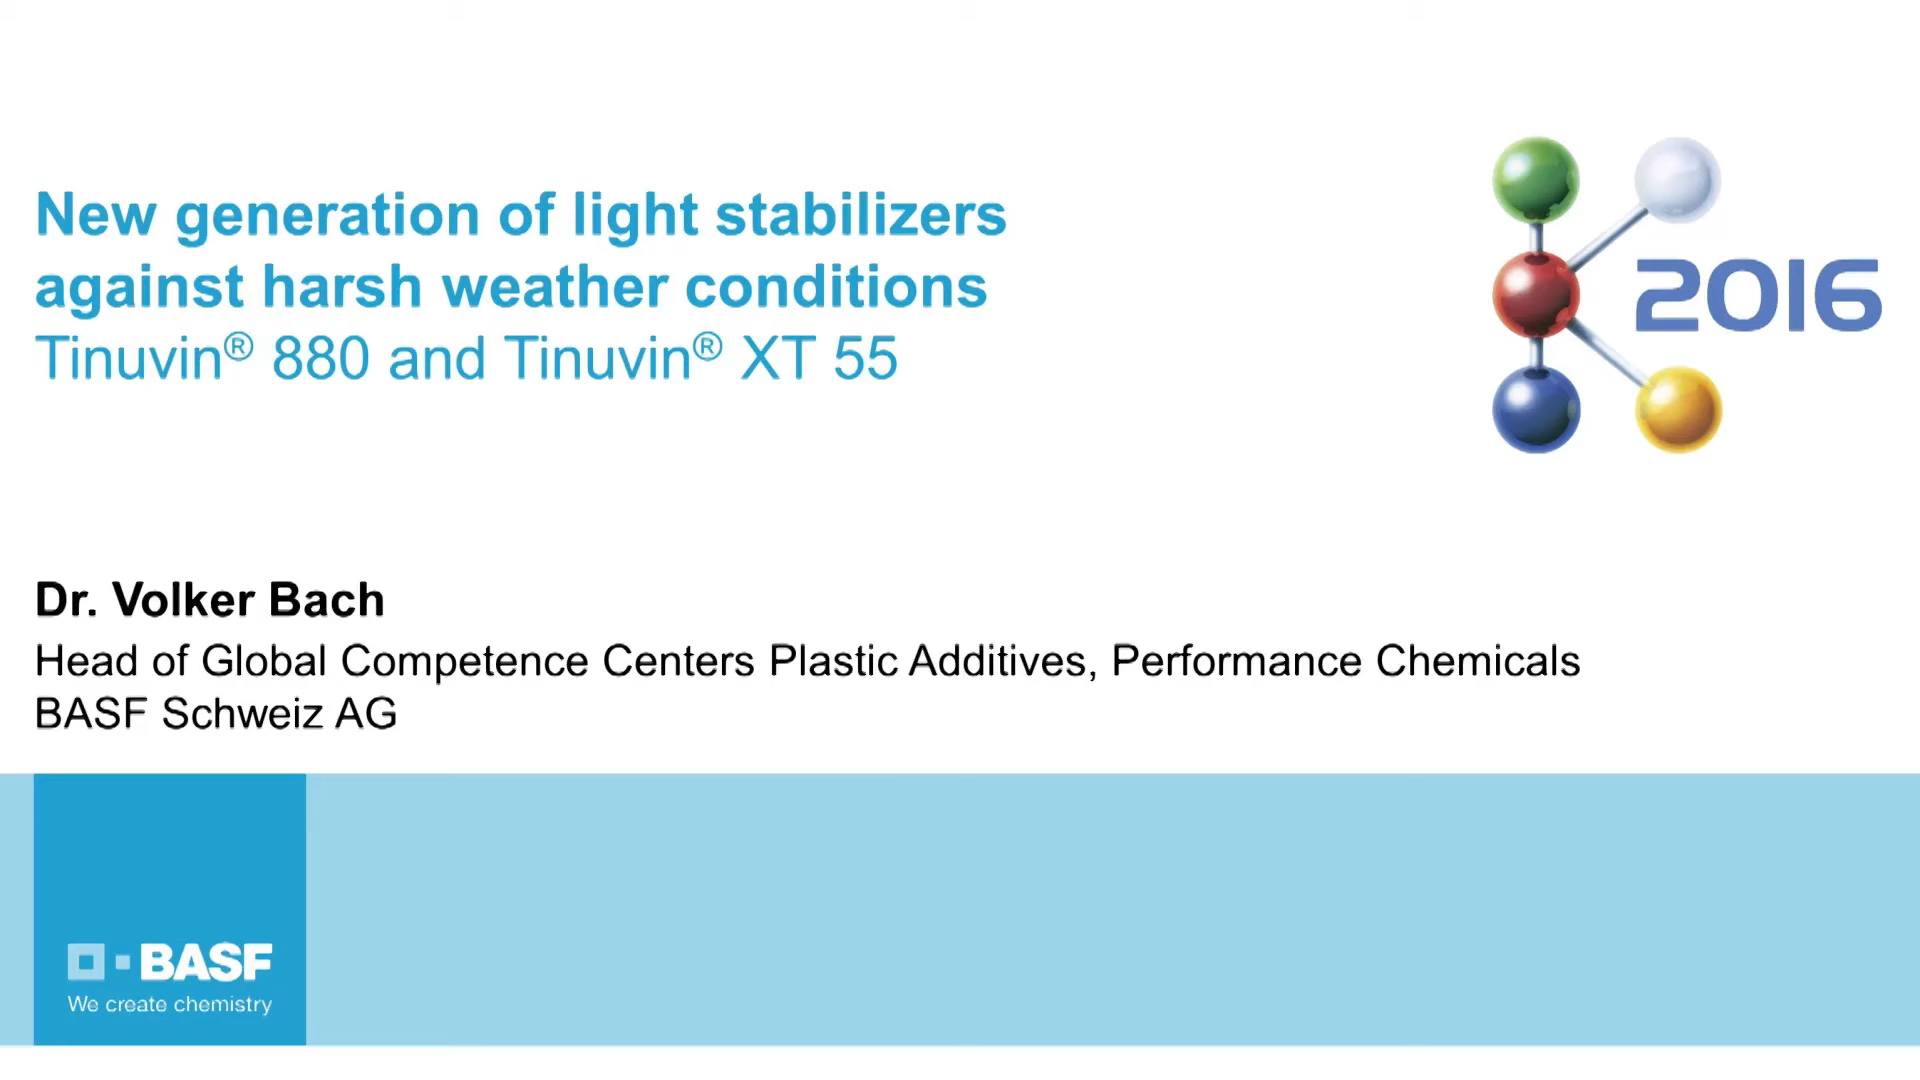 New generation of light stabilizers
against harsh weather conditions
Tinuvin® 880 and Tinuvin® XT 55
2016
Dr. Volker Bach
Head of Global Competence Centers Plastic Additives, Performance Chemicals
BASF Schweiz AG
BASF
We create chemistry